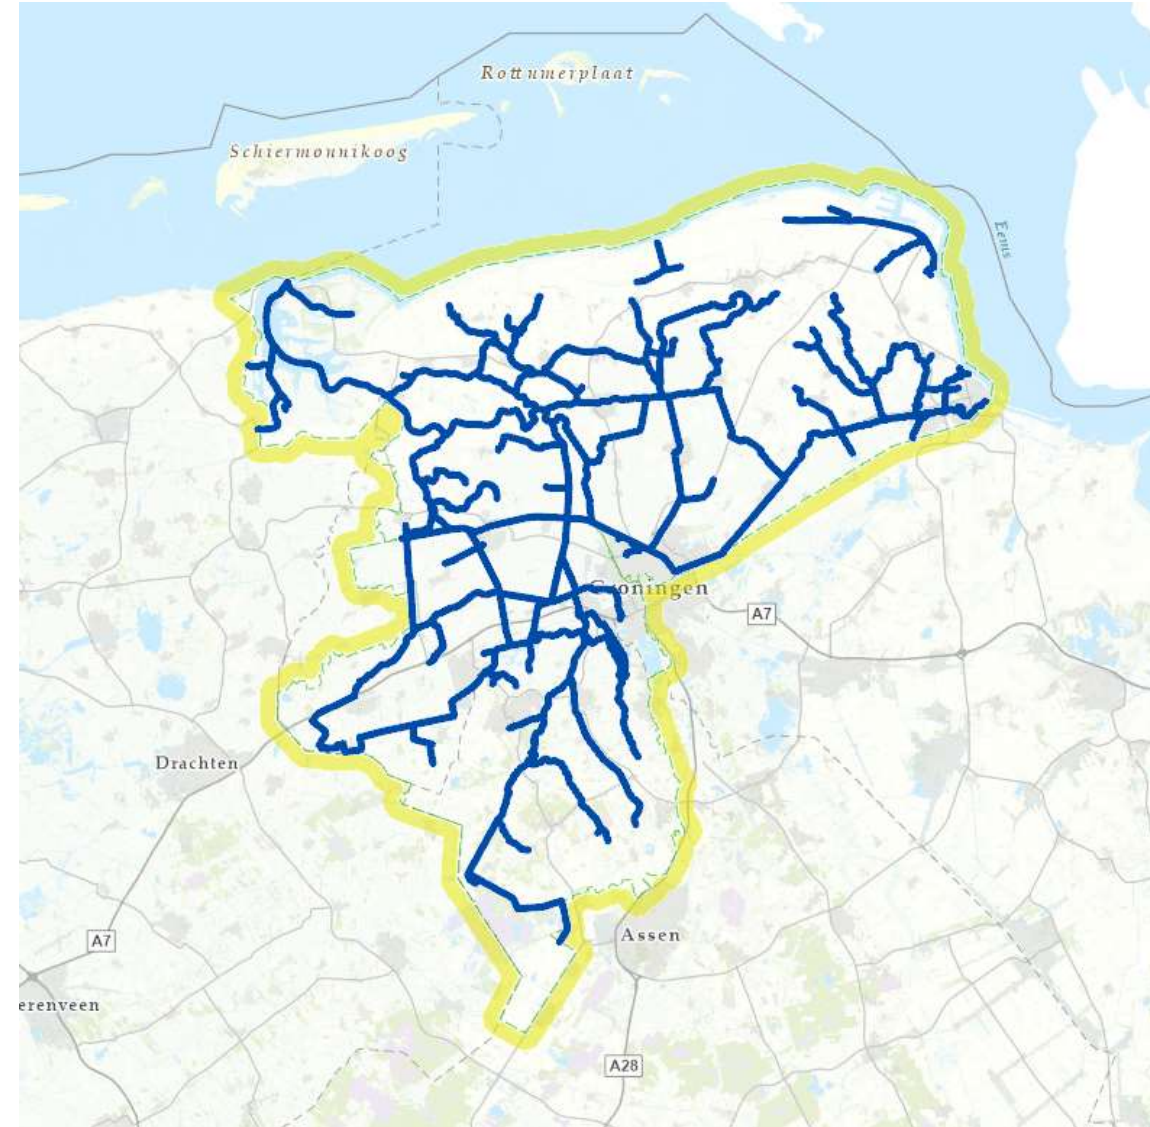 Rottumerplaat
Schiermonnikoog
Eems
Groningen
A7
Drachten
Assen
A7
erenveen
A28